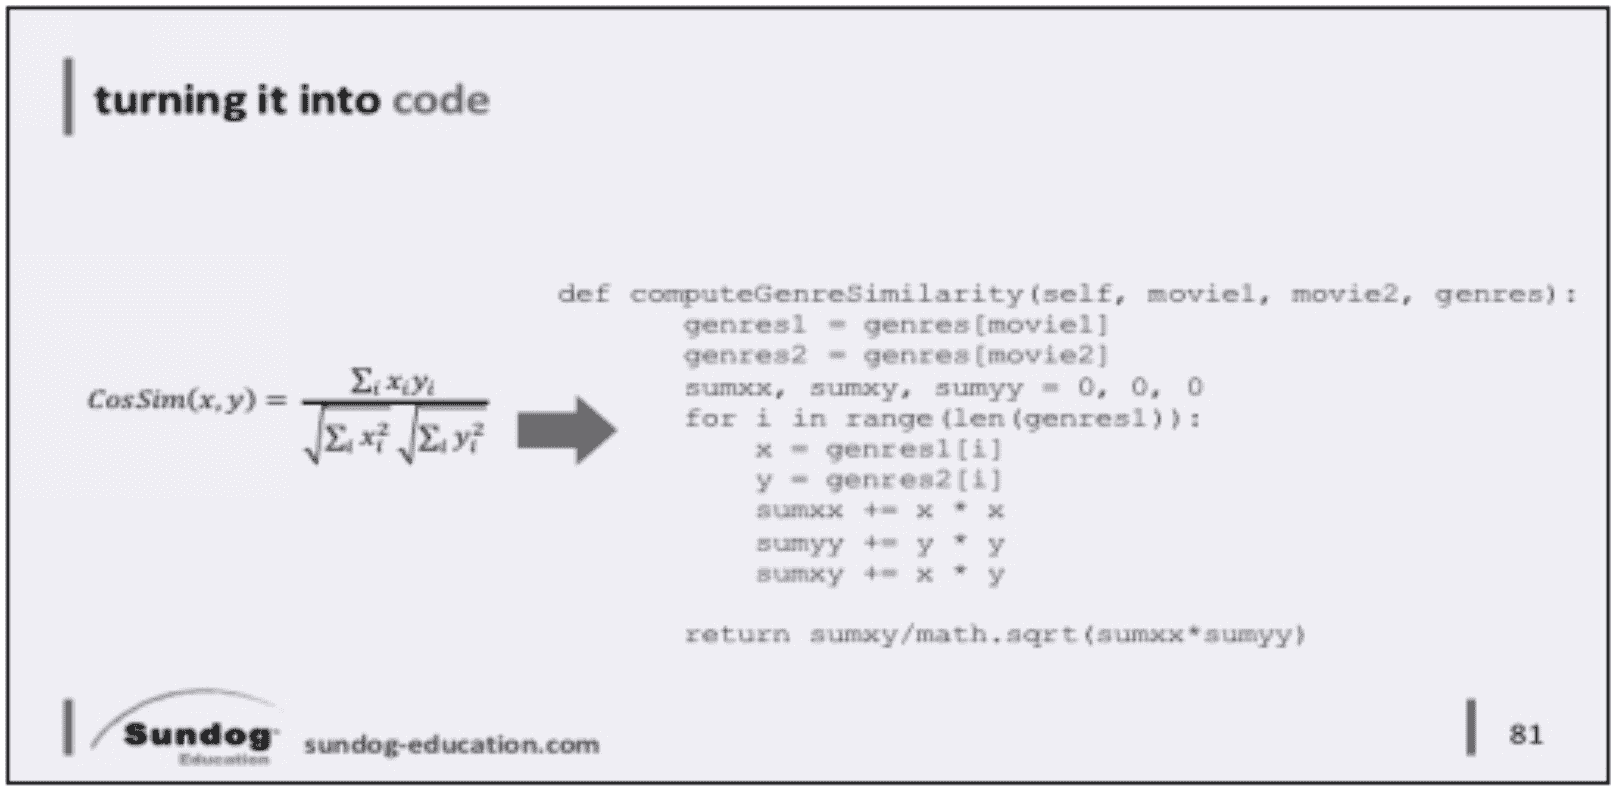 turning it into code
CosSim(x, y) = Σᵢ xᵢyᵢ / √Σᵢ xᵢ² √Σᵢ yᵢ²
def computeGenreSimilarity(self, movie1, movie2, genres):
genres1 = genres[movie1]
genres2 = genres[movie2]
sumxx, sumxy, sumyy = 0, 0, 0
for i in range(len(genres1)):
x = genres1[i]
y = genres2[i]
sumxx += x * x
sumyy += y * y
sumxy += x * y
return sumxy/math.sqrt(sumxx*sumyy)
Sundog
Education
sundog-education.com
81